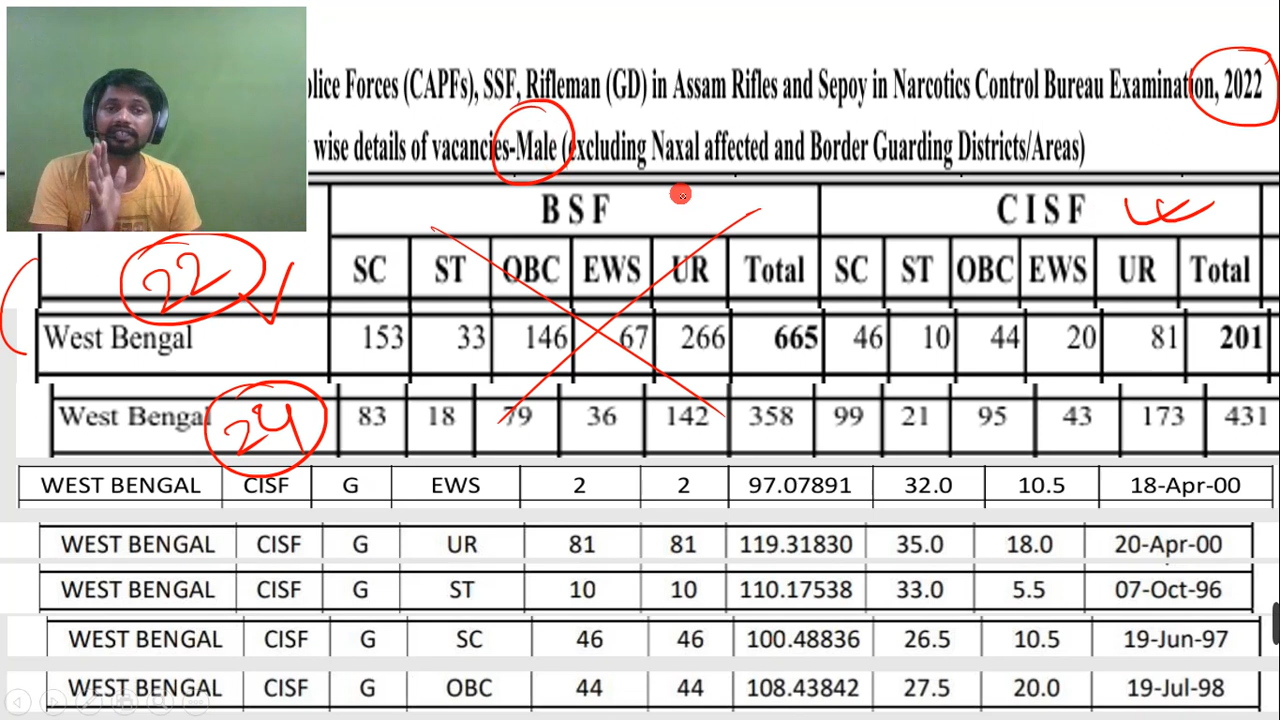 olice Forces (CAPFs), SSF, Rifleman (GD) in Assam Rifles and Sepoy in Narcotics Control Bureau Examination, 2022
wise details of vacancies-Male (excluding Naxal affected and Border Guarding Districts/Areas)
B S F C I S F
22 SC ST OBC EWS UR Total SC ST OBC EWS UR Total
West Bengal 153 33 146 67 266 665 46 10 44 20 81 201
West Bengal 24 83 18 79 36 142 358 99 21 95 43 173 431
WEST BENGAL CISF G EWS 2 2 97.07891 32.0 10.5 18-Apr-00
WEST BENGAL CISF G UR 81 81 119.31830 35.0 18.0 20-Apr-00
WEST BENGAL CISF G ST 10 10 110.17538 33.0 5.5 07-Oct-96
WEST BENGAL CISF G SC 46 46 100.48836 26.5 10.5 19-Jun-97
WEST BENGAL CISF G OBC 44 44 108.43842 27.5 20.0 19-Jul-98